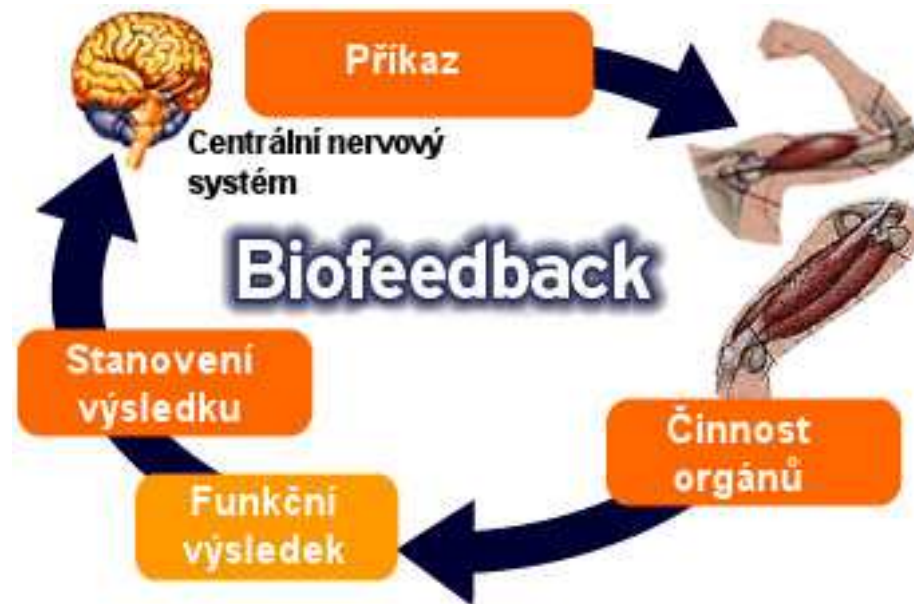 Příkaz
Centrální nervový
systém
Biofeedback
Stanovení
výsledku
Činnost
orgánů
Funkční
výsledek